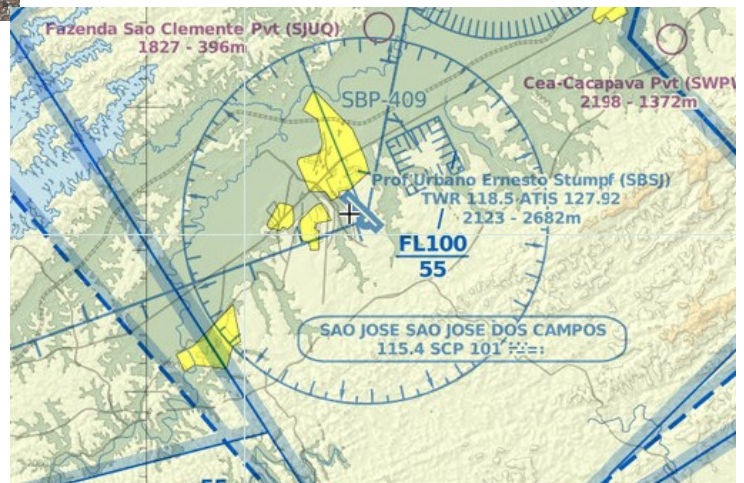 Fazenda Sao Clemente Pvt (SJUQ)
1827 - 396m
Cea-Cacapava Pvt (SWPW
2198 - 1372m
SBP-409
Prof Urbano Ernesto Stumpf (SBSJ)
TWR 118.5 ATIS 127.92
2123 - 2682m
FL100
55
SAO JOSE SAO JOSE DOS CAMPOS
115.4 SCP 101
55